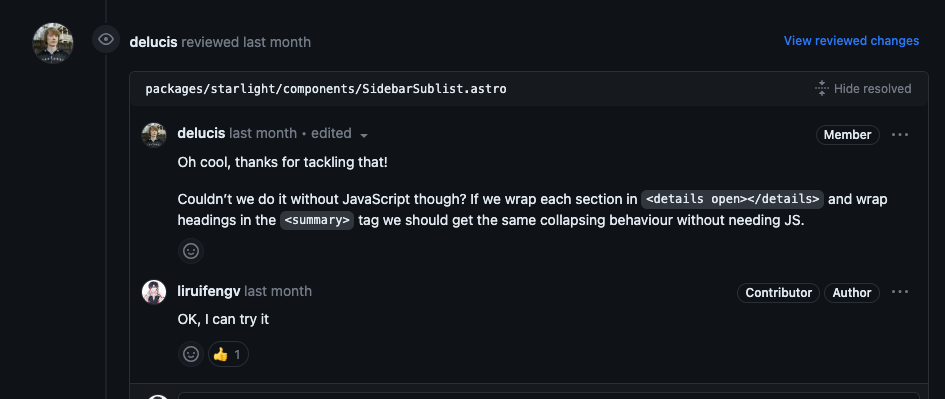 delucis reviewed last month
View reviewed changes
packages/starlight/components/SidebarSublist.astro
Hide resolved
delucis last month • edited
Member
Oh cool, thanks for tackling that!
Couldn’t we do it without JavaScript though? If we wrap each section in <details open></details> and wrap
headings in the <summary> tag we should get the same collapsing behaviour without needing JS.
liruifengv last month
Contributor
Author
OK, I can try it
👍 1